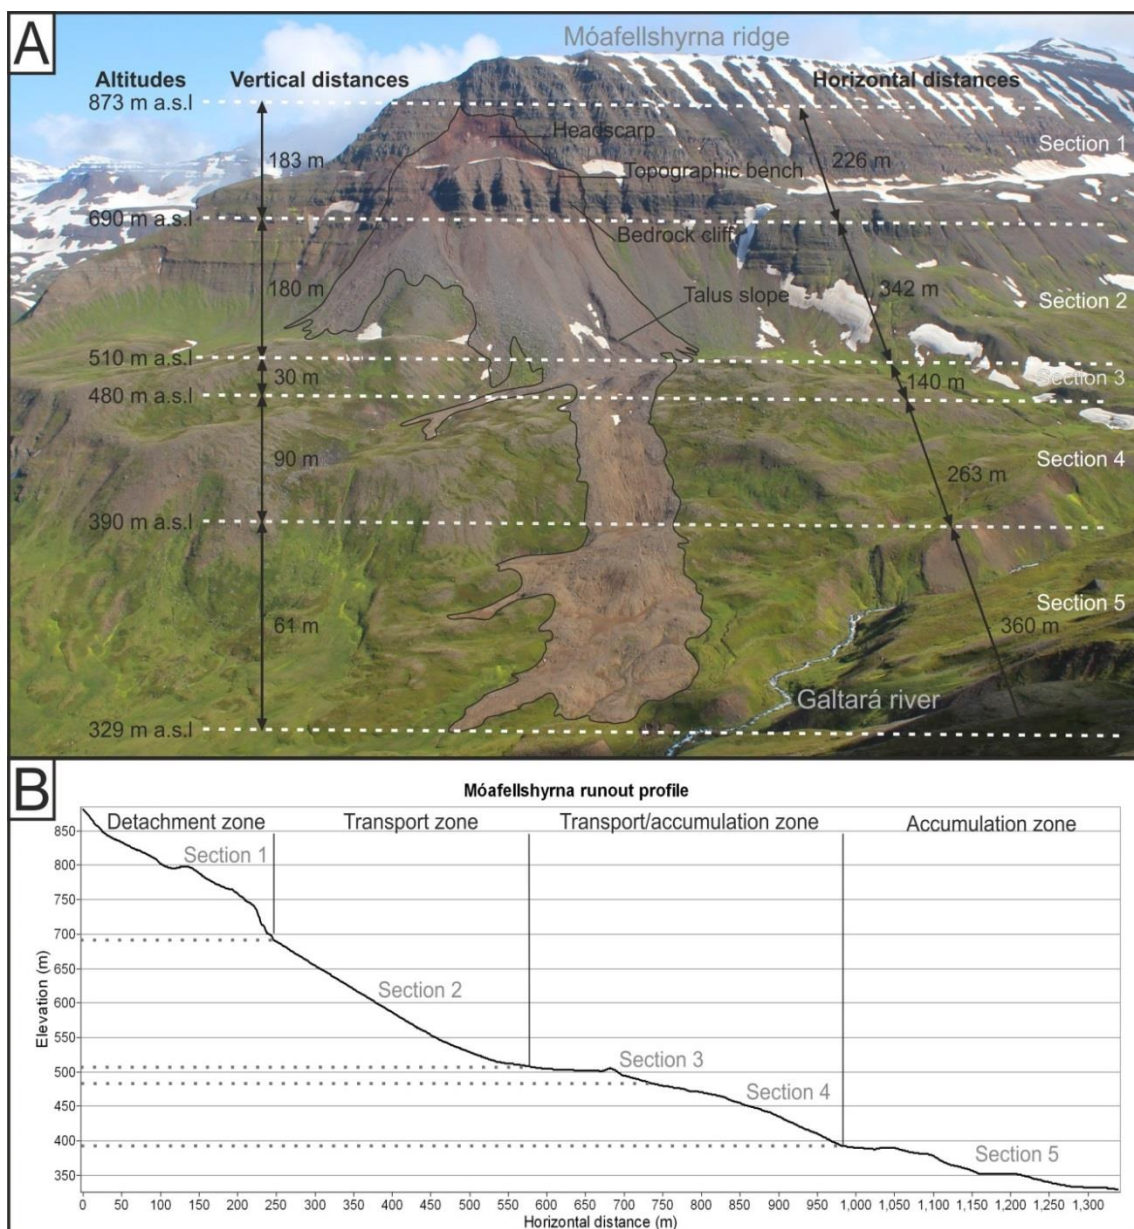 A
Móafellshyrna ridge
Altitudes
Vertical distances
Horizontal distances
873 m a.s.l
Headscarp
Section 1
183 m
226 m
Topographic bench
690 m a.s.l
Bedrock cliff
180 m
Talus slope
342 m
Section 2
510 m a.s.l
30 m
140 m
Section 3
480 m a.s.l
90 m
263 m
Section 4
390 m a.s.l
61 m
360 m
Section 5
Galtará river
329 m a.s.l
B
Móafellshyrna runout profile
Detachment zone
Transport zone
Transport/accumulation zone
Accumulation zone
850
800
750
700
650
600
550
500
450
400
350
Elevation (m)
Section 1
Section 2
Section 3
Section 4
Section 5
0 50 100 150 200 250 300 350 400 450 500 550 600 650 700 750 800 850 900 950 1,000 1,050 1,100 1,150 1,200 1,250 1,300
Horizontal distance (m)